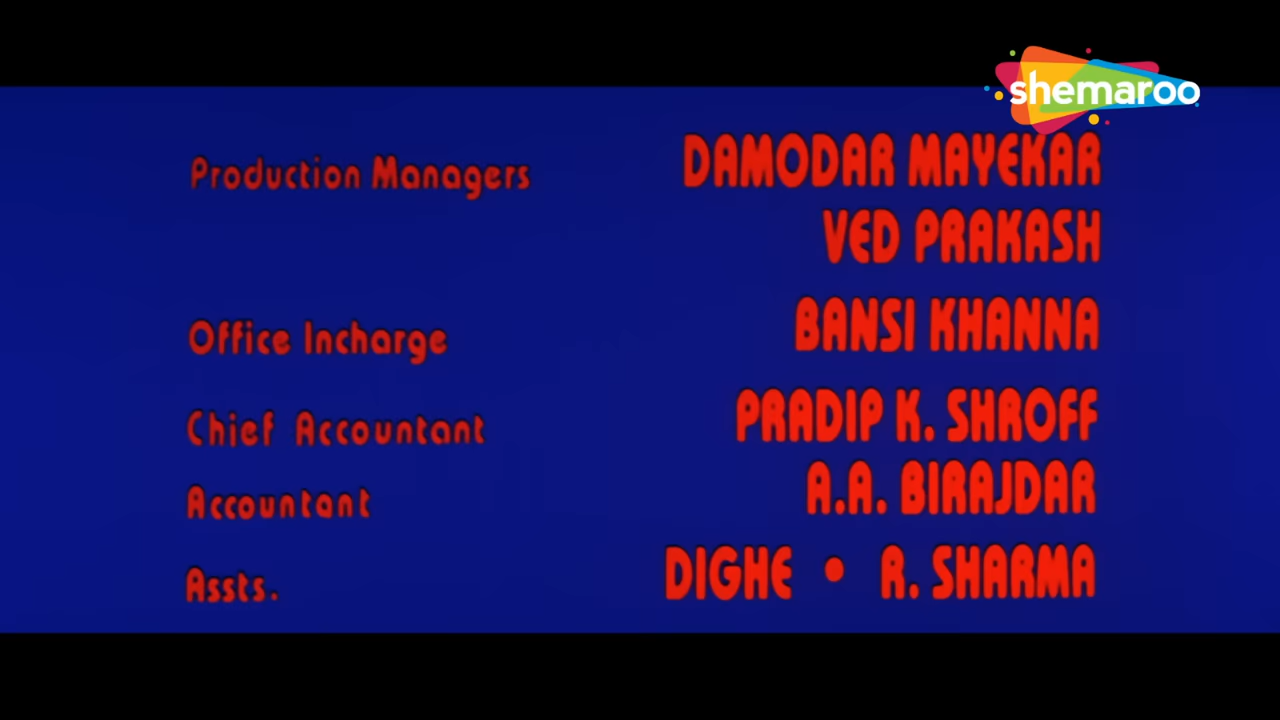 shemaroo
Production Managers DAMODAR MAYEKAR
VED PRAKASH
Office Incharge BANSI KHANNA
Chief Accountant PRADIP K. SHROFF
Accountant A.A. BIRAJDAR
Assts. DIGHE • R. SHARMA